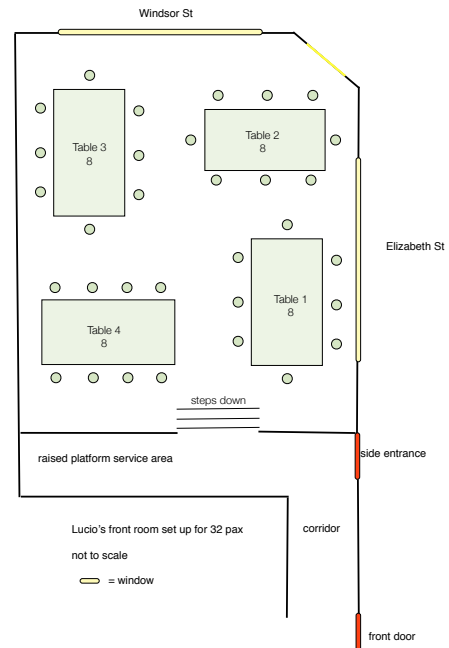 Windsor St
Table 3
8
Table 2
8
Elizabeth St
Table 1
8
Table 4
8
steps down
raised platform service area
side entrance
Lucio's front room set up for 32 pax
corridor
not to scale
= window
front door